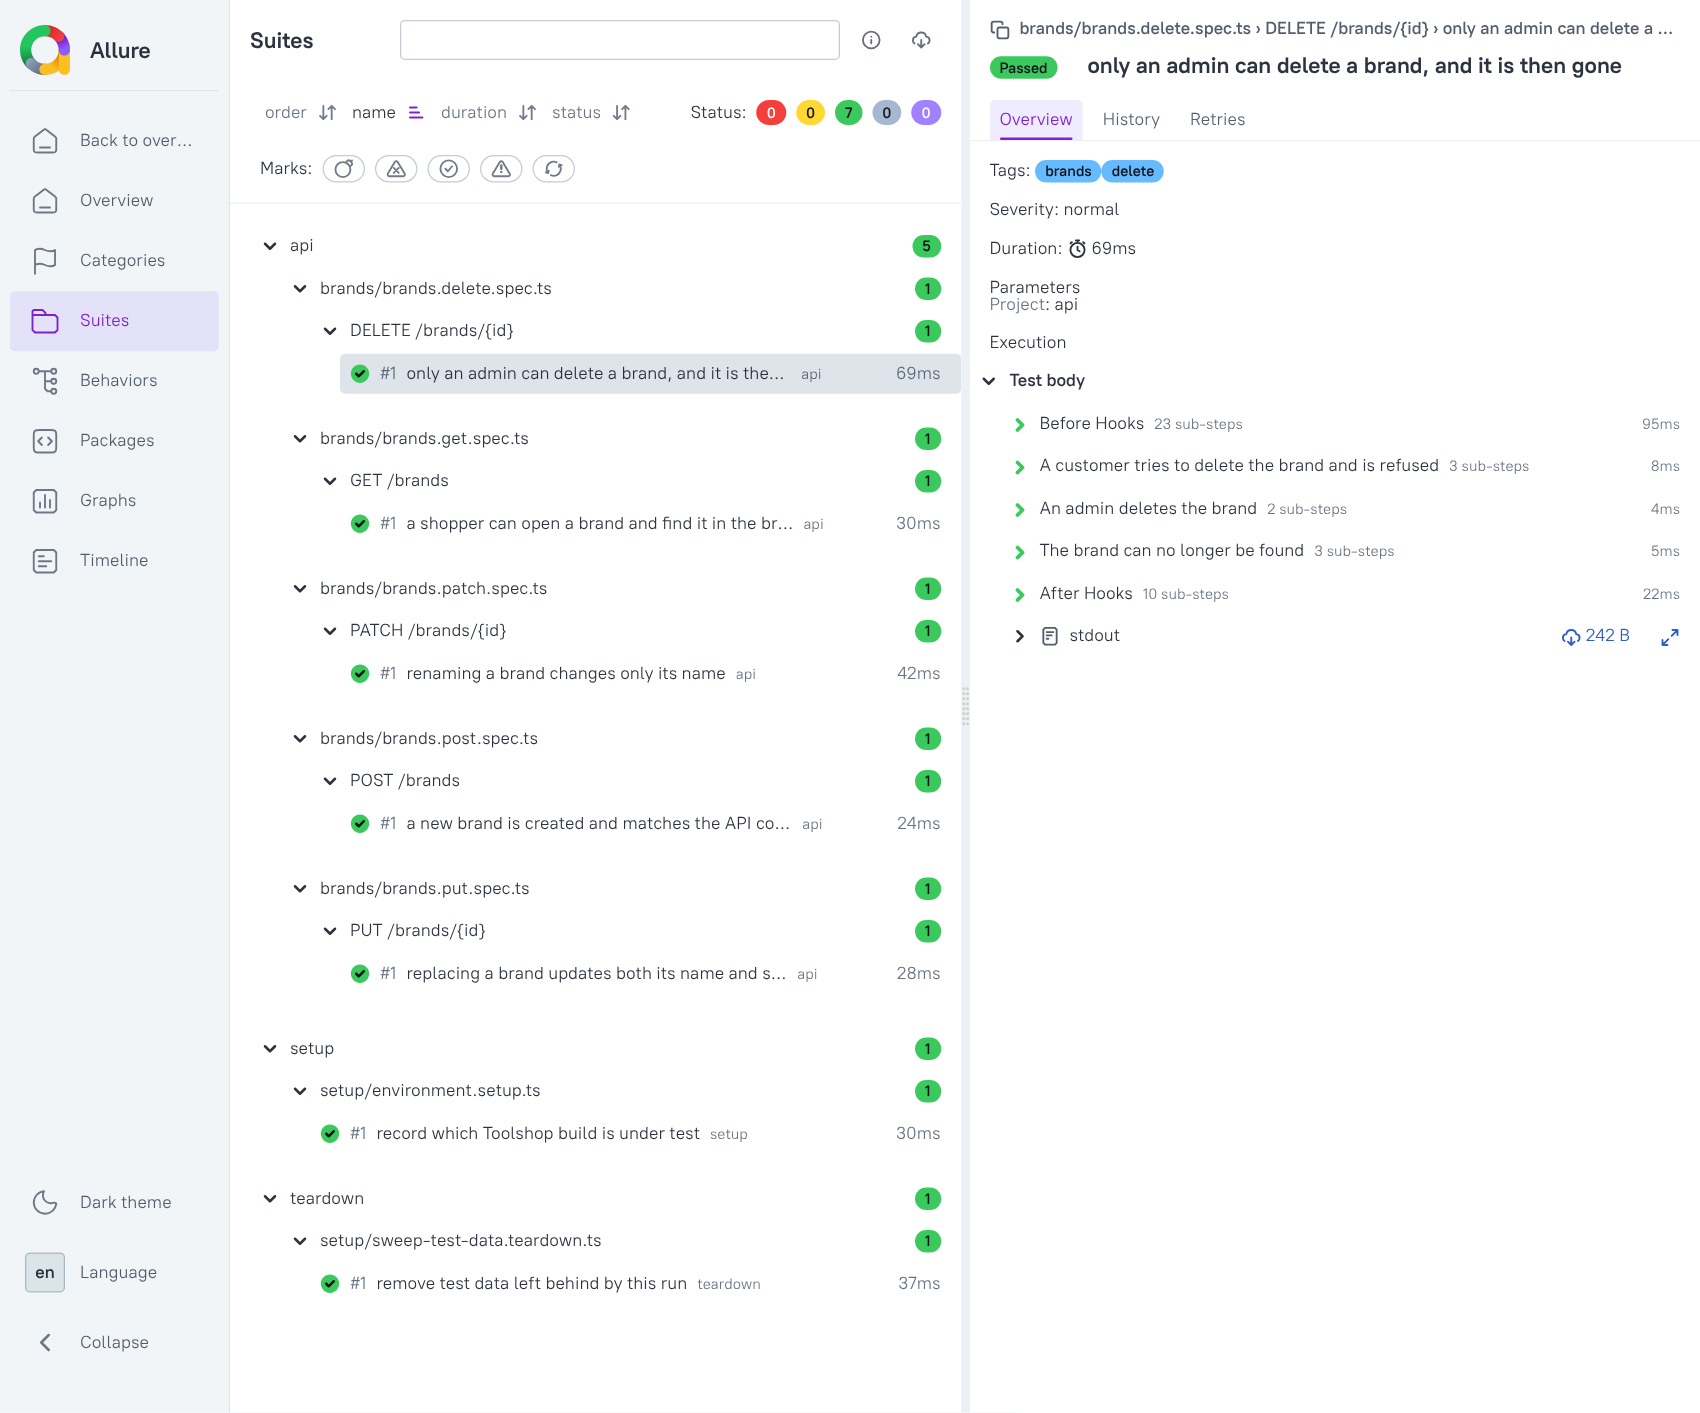 Allure
Back to over...
Overview
Categories
Suites
Behaviors
Packages
Graphs
Timeline
Dark theme
en Language
Collapse
Suites
order name duration status Status: 0 0 7 0 0
Marks:
api 5
brands/brands.delete.spec.ts 1
DELETE /brands/{id} 1
#1 only an admin can delete a brand, and it is the... api 69ms
brands/brands.get.spec.ts 1
GET /brands 1
#1 a shopper can open a brand and find it in the br... api 30ms
brands/brands.patch.spec.ts 1
PATCH /brands/{id} 1
#1 renaming a brand changes only its name api 42ms
brands/brands.post.spec.ts 1
POST /brands 1
#1 a new brand is created and matches the API co... api 24ms
brands/brands.put.spec.ts 1
PUT /brands/{id} 1
#1 replacing a brand updates both its name and s... api 28ms
setup 1
setup/environment.setup.ts 1
#1 record which Toolshop build is under test setup 30ms
teardown 1
setup/sweep-test-data.teardown.ts 1
#1 remove test data left behind by this run teardown 37ms
brands/brands.delete.spec.ts › DELETE /brands/{id} › only an admin can delete a ...
Passed only an admin can delete a brand, and it is then gone
Overview History Retries
Tags: brands delete
Severity: normal
Duration: 69ms
Parameters
Project: api
Execution
Test body
Before Hooks 23 sub-steps 95ms
A customer tries to delete the brand and is refused 3 sub-steps 8ms
An admin deletes the brand 2 sub-steps 4ms
The brand can no longer be found 3 sub-steps 5ms
After Hooks 10 sub-steps 22ms
stdout 242 B